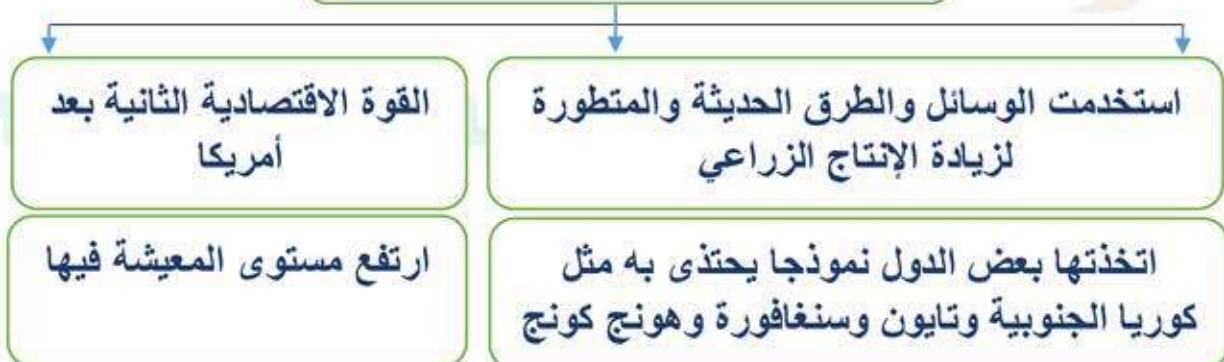 استخدمت الوسائل والطرق الحديثة والمتطورة
لزيادة الإنتاج الزراعي
القوة الاقتصادية الثانية بعد
أمريكا
اتخذتها بعض الدول نموذجا يحتذى به مثل
كوريا الجنوبية وتايون وسنغافورة وهونج كونج
ارتفع مستوى المعيشة فيها